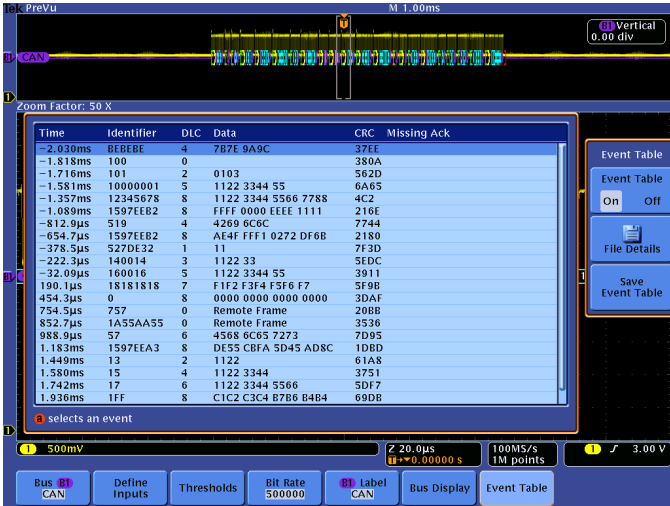 Tek PreVu M 1.00ms
B1 Vertical
0.00 div
T
B1 CAN
1
Zoom Factor: 50 X
Time Identifier DLC Data CRC Missing Ack
-2.030ms BEBEBE 4 7B7E 9A9C 37EE
-1.818ms 100 0 380A
-1.716ms 101 2 0103 562D
-1.581ms 10000001 5 1122 3344 55 6A65
-1.357ms 12345678 8 1122 3344 5566 7788 4C2
-1.089ms 1597EEB2 8 FFFF 0000 EEEE 1111 216E
-812.9µs 519 4 4269 6C6C 7744
-654.7µs 1597EEB2 8 AE4F FFF1 0272 DF6B 2180
-378.5µs 527DE32 1 11 7F3D
-222.3µs 140014 3 1122 33 5EDC
-32.09µs 160016 5 1122 3344 55 3911
190.1µs 18181818 7 F1F2 F3F4 F5F6 F7 5F9B
454.3µs 0 8 0000 0000 0000 0000 3DAF
754.5µs 757 0 Remote Frame 20BB
852.7µs 1A55AA55 0 Remote Frame 3536
988.9µs 57 6 4568 6C65 7273 7D95
1.183ms 1597EEA3 8 DE55 CBFA 5D45 AD8C 1DBD
1.449ms 13 2 1122 61A8
1.580ms 15 4 1122 3344 3751
1.742ms 17 6 1122 3344 5566 5DF7
1.936ms 1FF 8 C1C2 C3C4 B7B6 B4B4 69DB
a selects an event
Event Table
Event Table
On Off
File Details
Save
Event Table
B1
1
1 500mV
Z 20.0µs
T→▼0.00000 s
100MS/s
1M points
1 3.00 V
Bus B1
CAN
Define
Inputs
Thresholds
Bit Rate
500000
B1 Label
CAN
Bus Display
Event Table